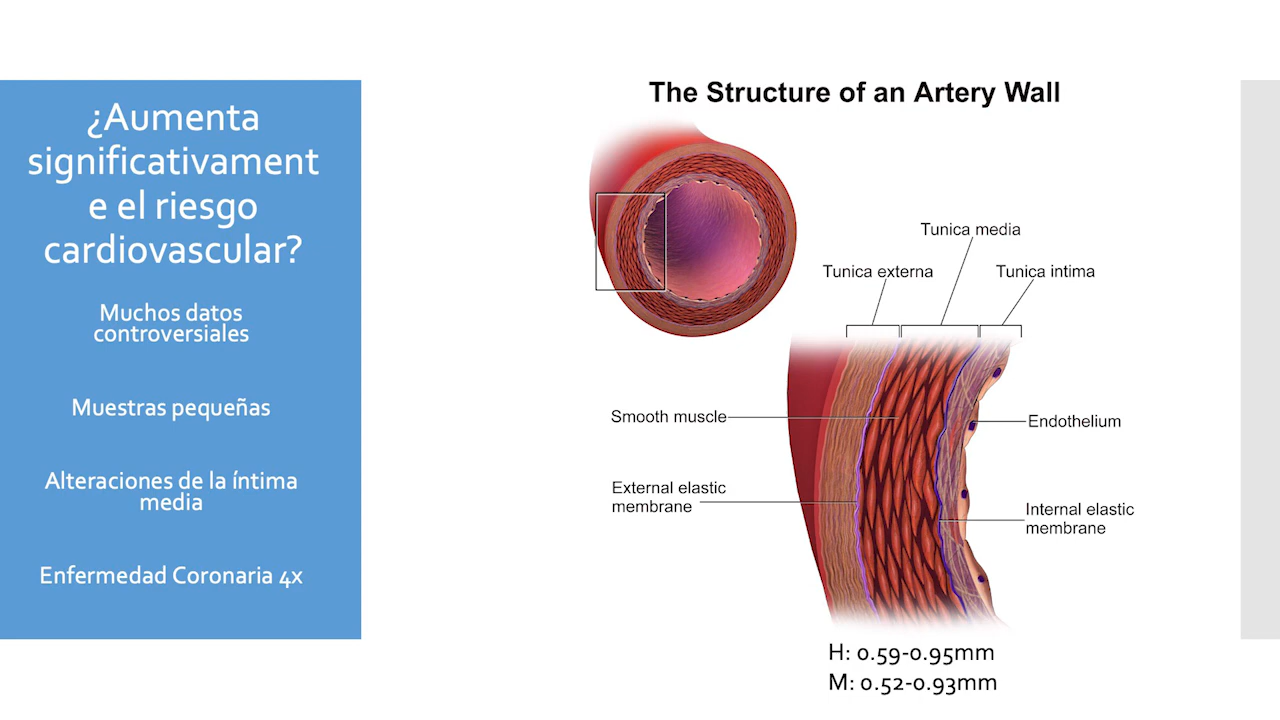 ¿Aumenta
significativament
e el riesgo
cardiovascular?
Muchos datos
controversiales
Muestras pequeñas
Alteraciones de la íntima
media
Enfermedad Coronaria 4x
The Structure of an Artery Wall
Tunica media
Tunica externa
Tunica intima
Smooth muscle
Endothelium
External elastic
membrane
Internal elastic
membrane
H: 0.59-0.95mm
M: 0.52-0.93mm